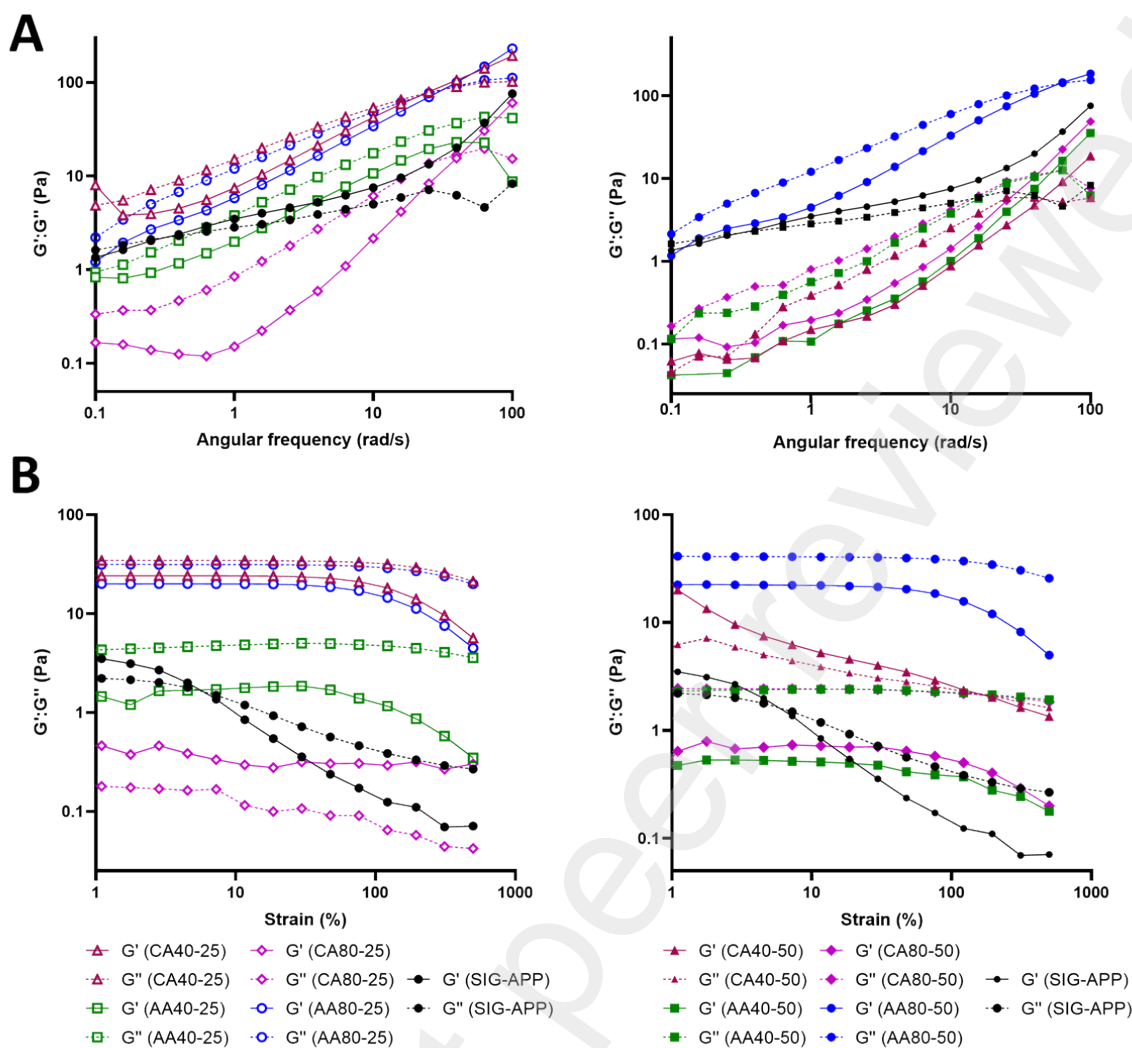 A
100
10
1
0.1
G':G'' (Pa)
0.1
1
10
100
Angular frequency (rad/s)
100
10
1
0.1
G':G'' (Pa)
0.1
1
10
100
Angular frequency (rad/s)
B
100
10
1
0.1
G':G'' (Pa)
1
10
100
1000
Strain (%)
100
10
1
0.1
G':G'' (Pa)
1
10
100
1000
Strain (%)
G' (CA40-25)
G'' (CA40-25)
G' (AA40-25)
G'' (AA40-25)
G' (CA80-25)
G'' (CA80-25)
G' (AA80-25)
G'' (AA80-25)
G' (SIG-APP)
G'' (SIG-APP)
G' (CA40-50)
G'' (CA40-50)
G' (AA40-50)
G'' (AA40-50)
G' (CA80-50)
G'' (CA80-50)
G' (AA80-50)
G'' (AA80-50)
G' (SIG-APP)
G'' (SIG-APP)
t peer reviewe